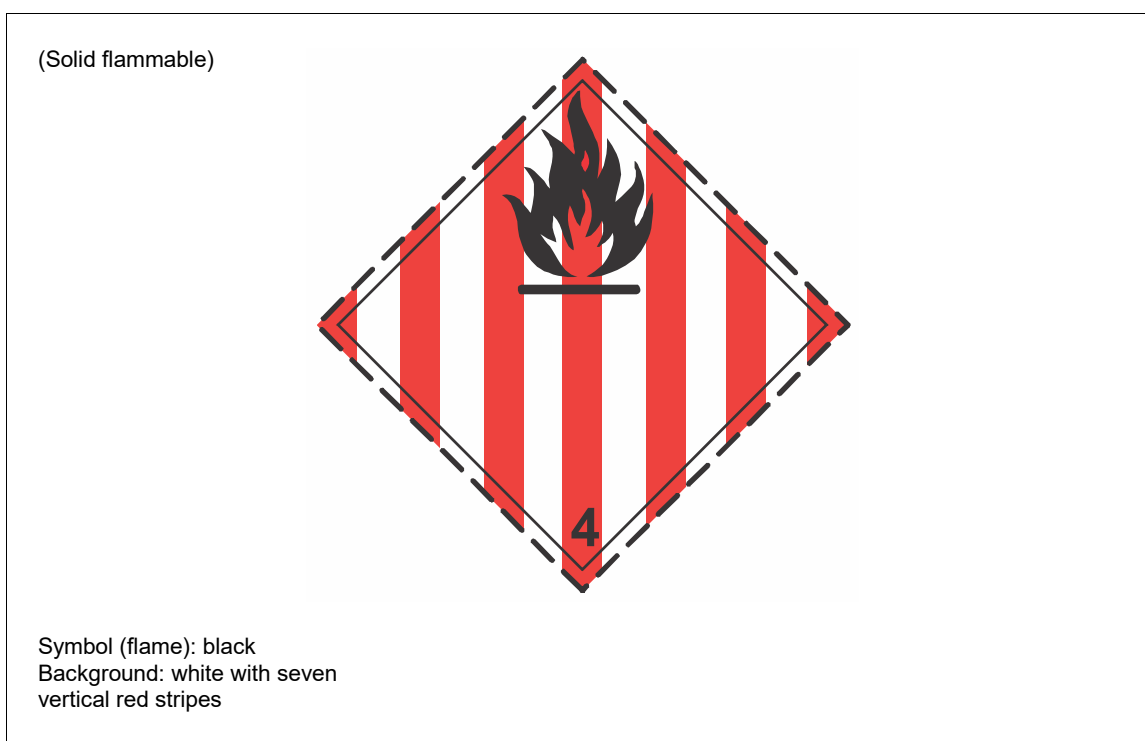 (Solid flammable)
4
Symbol (flame): black
Background: white with seven
vertical red stripes